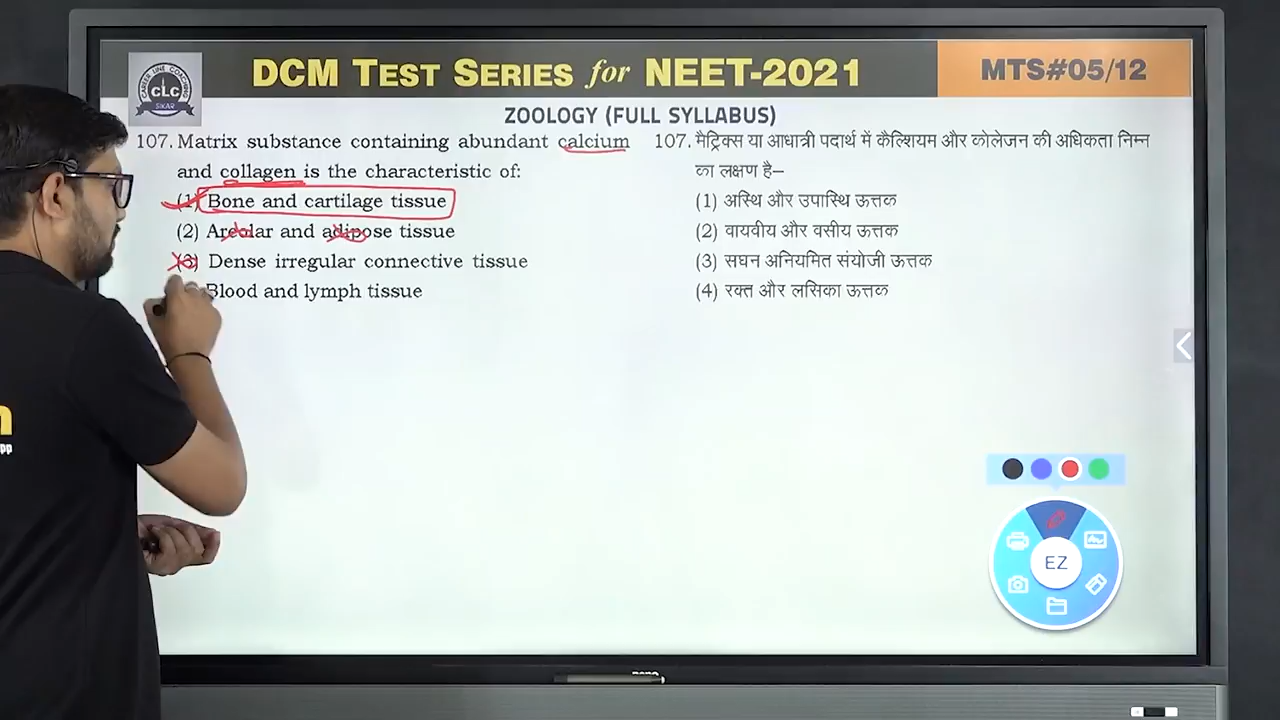 DCM TEST SERIES for NEET-2021
MTS#05/12
CAREER LINE COACHING
CLC
SIKAR
ZOOLOGY (FULL SYLLABUS)
107. Matrix substance containing abundant calcium
and collagen is the characteristic of:
(1) Bone and cartilage tissue
(2) Areolar and adipose tissue
(3) Dense irregular connective tissue
Blood and lymph tissue
107. मैट्रिक्स या आधात्री पदार्थ में कैल्शियम और कोलेजन की अधिकता निम्न
का लक्षण है–
(1) अस्थि और उपास्थि ऊत्तक
(2) वायवीय और वसीय ऊत्तक
(3) सघन अनियमित संयोजी ऊत्तक
(4) रक्त और लसिका ऊत्तक
EZ
n
pp